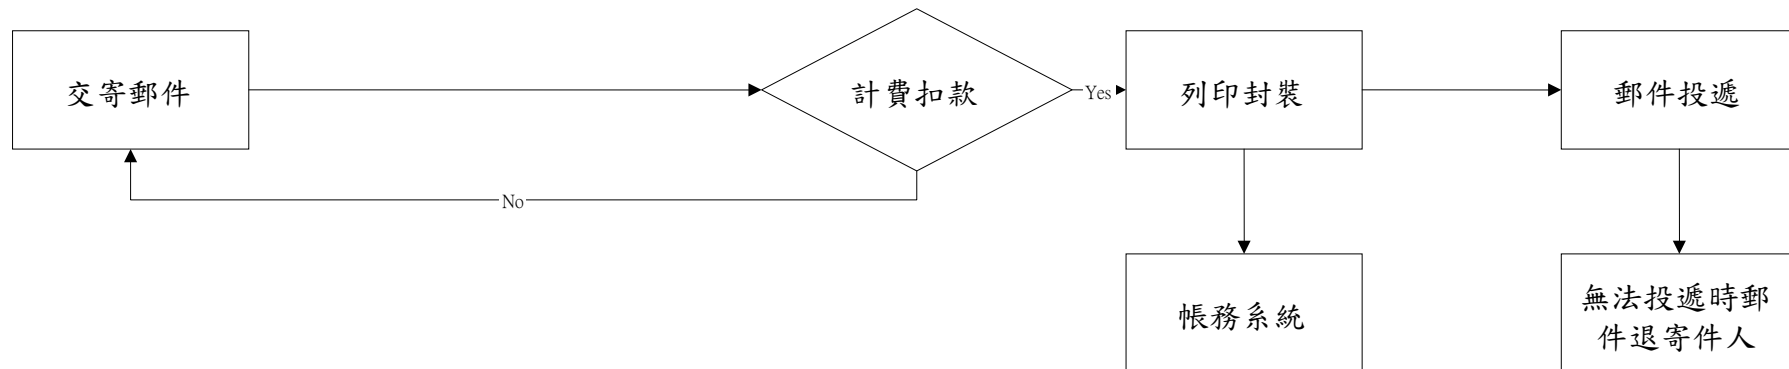 交寄郵件
計費扣款
Yes
列印封裝
郵件投遞
No
帳務系統
無法投遞時郵
件退寄件人